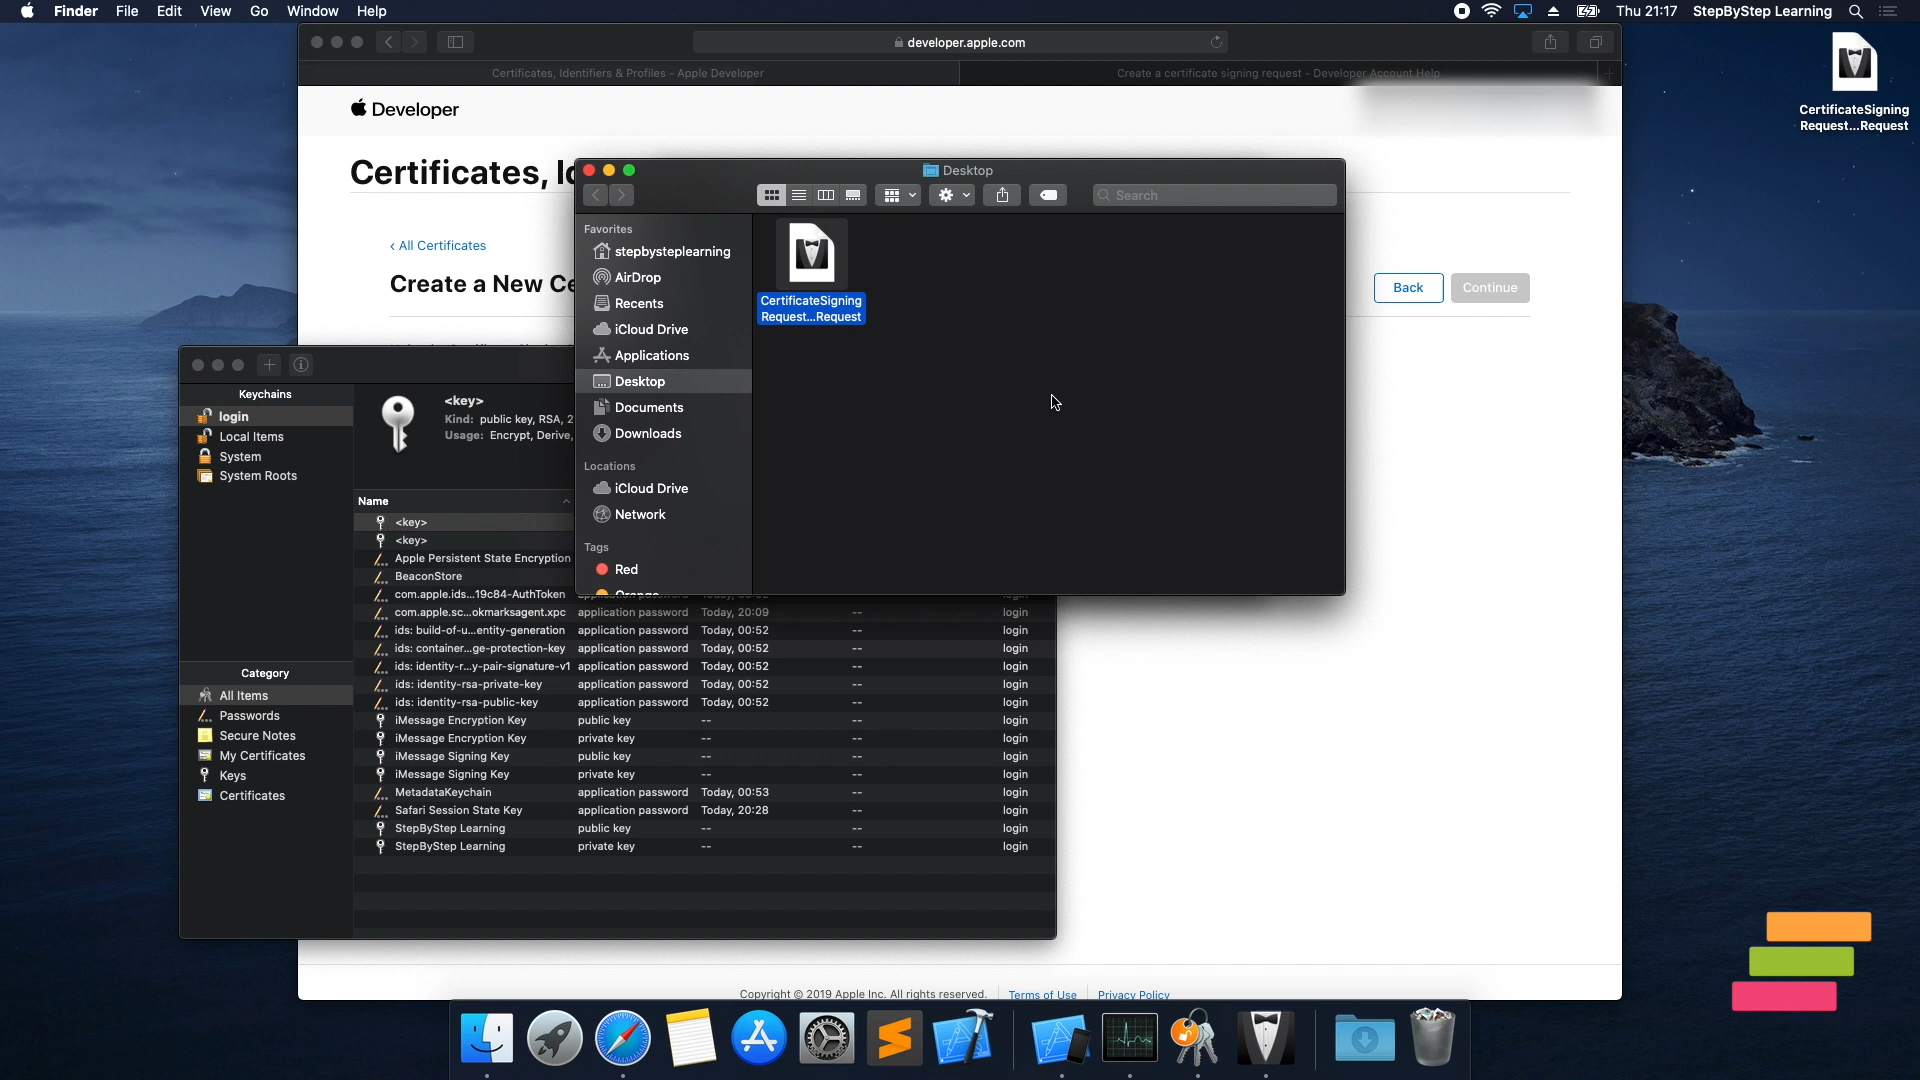 Finder File Edit View Go Window Help
Thu 21:17 StepByStep Learning
developer.apple.com
Certificates, Identifiers & Profiles - Apple Developer
Create a certificate signing request - Developer Account Help
Developer
CertificateSigning
Request...Request
Certificates, Id
‹ All Certificates
Create a New Ce
Back
Continue
Desktop
Search
Favorites
stepbysteplearning
AirDrop
Recents
iCloud Drive
Applications
Desktop
Documents
Downloads
Locations
iCloud Drive
Network
Tags
Red
Orange
CertificateSigning
Request...Request
Keychains
login
Local Items
System
System Roots
Category
All Items
Passwords
Secure Notes
My Certificates
Keys
Certificates
<key>
Kind: public key, RSA, 2
Usage: Encrypt, Derive,
Name
<key>
<key>
Apple Persistent State Encryption
BeaconStore
com.apple.ids...19c84-AuthToken
com.apple.sc...okmarksagent.xpc application password Today, 20:09 -- login
ids: build-of-u...entity-generation application password Today, 00:52 -- login
ids: container...ge-protection-key application password Today, 00:52 -- login
ids: identity-r...y-pair-signature-v1 application password Today, 00:52 -- login
ids: identity-rsa-private-key application password Today, 00:52 -- login
ids: identity-rsa-public-key application password Today, 00:52 -- login
iMessage Encryption Key public key -- -- login
iMessage Encryption Key private key -- -- login
iMessage Signing Key public key -- -- login
iMessage Signing Key private key -- -- login
MetadataKeychain application password Today, 00:53 -- login
Safari Session State Key application password Today, 20:28 -- login
StepByStep Learning public key -- -- login
StepByStep Learning private key -- -- login
Copyright © 2019 Apple Inc. All rights reserved. Terms of Use Privacy Policy